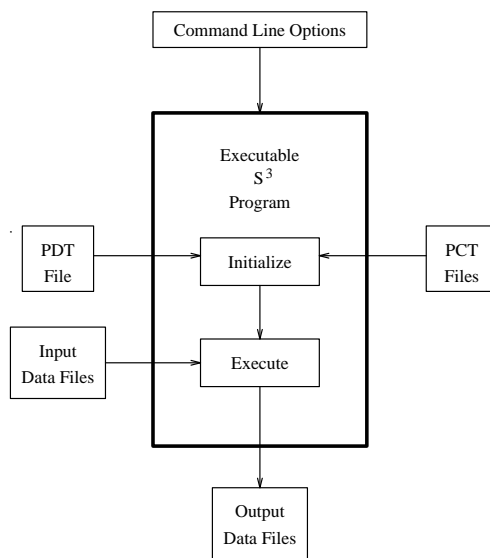 Command Line Options
Executable
S³
Program
PDT
File
Initialize
PCT
Files
Input
Data Files
Execute
Output
Data Files